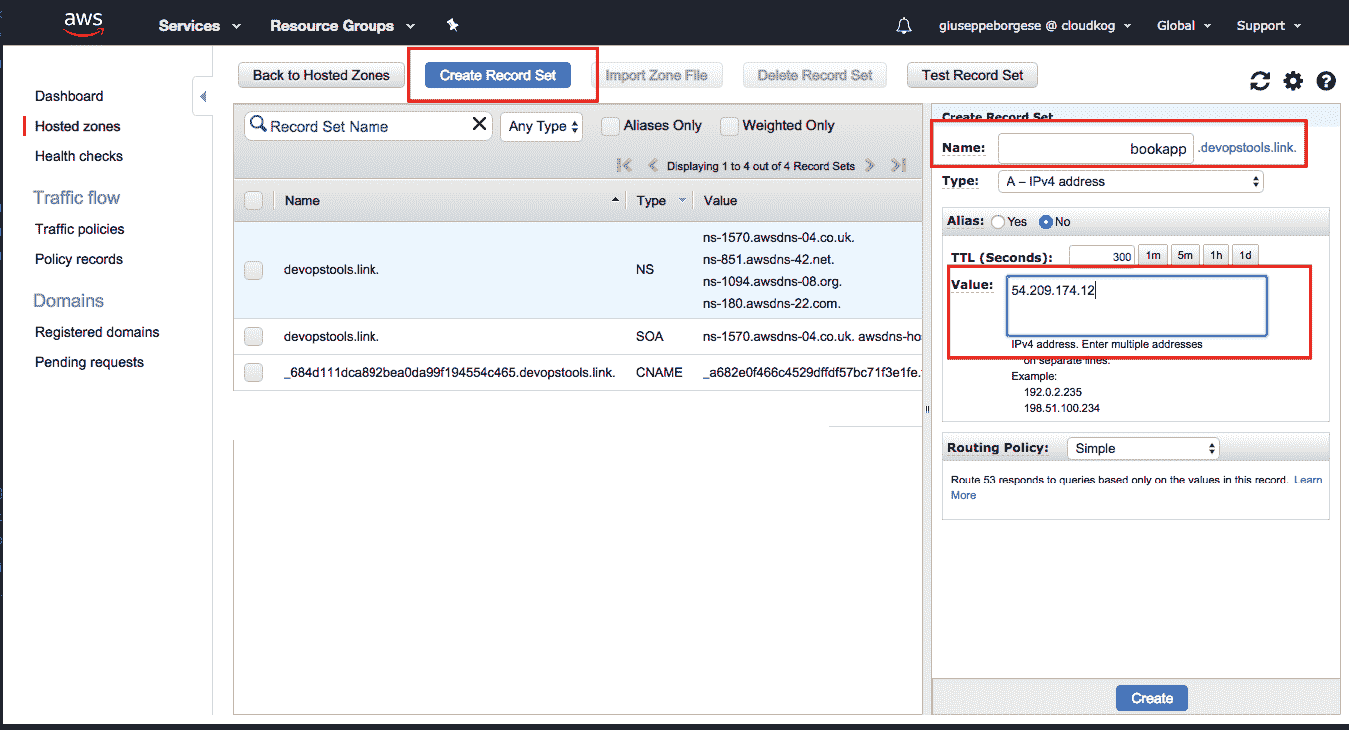 aws Services Resource Groups giuseppeborgese @ cloudkog Global Support
Back to Hosted Zones Create Record Set Import Zone File Delete Record Set Test Record Set
Dashboard
Hosted zones
Health checks
Traffic flow
Traffic policies
Policy records
Domains
Registered domains
Pending requests
Record Set Name Any Type Aliases Only Weighted Only
Displaying 1 to 4 out of 4 Record Sets
Name Type Value
devopstools.link. NS
ns-1570.awsdns-04.co.uk.
ns-851.awsdns-42.net.
ns-1094.awsdns-08.org.
ns-180.awsdns-22.com.
devopstools.link. SOA ns-1570.awsdns-04.co.uk. awsdns-hos
_684d111dca892bea0da99f194554c465.devopstools.link. CNAME _a682e0f466c4529dffdf57bc71f3e1fe.
Create Record Set
Name: bookapp .devopstools.link.
Type: A – IPv4 address
Alias: Yes No
TTL (Seconds): 300 1m 5m 1h 1d
Value: 54.209.174.12
IPv4 address. Enter multiple addresses
on separate lines.
Example:
192.0.2.235
198.51.100.234
Routing Policy: Simple
Route 53 responds to queries based only on the values in this record. Learn
More
Create